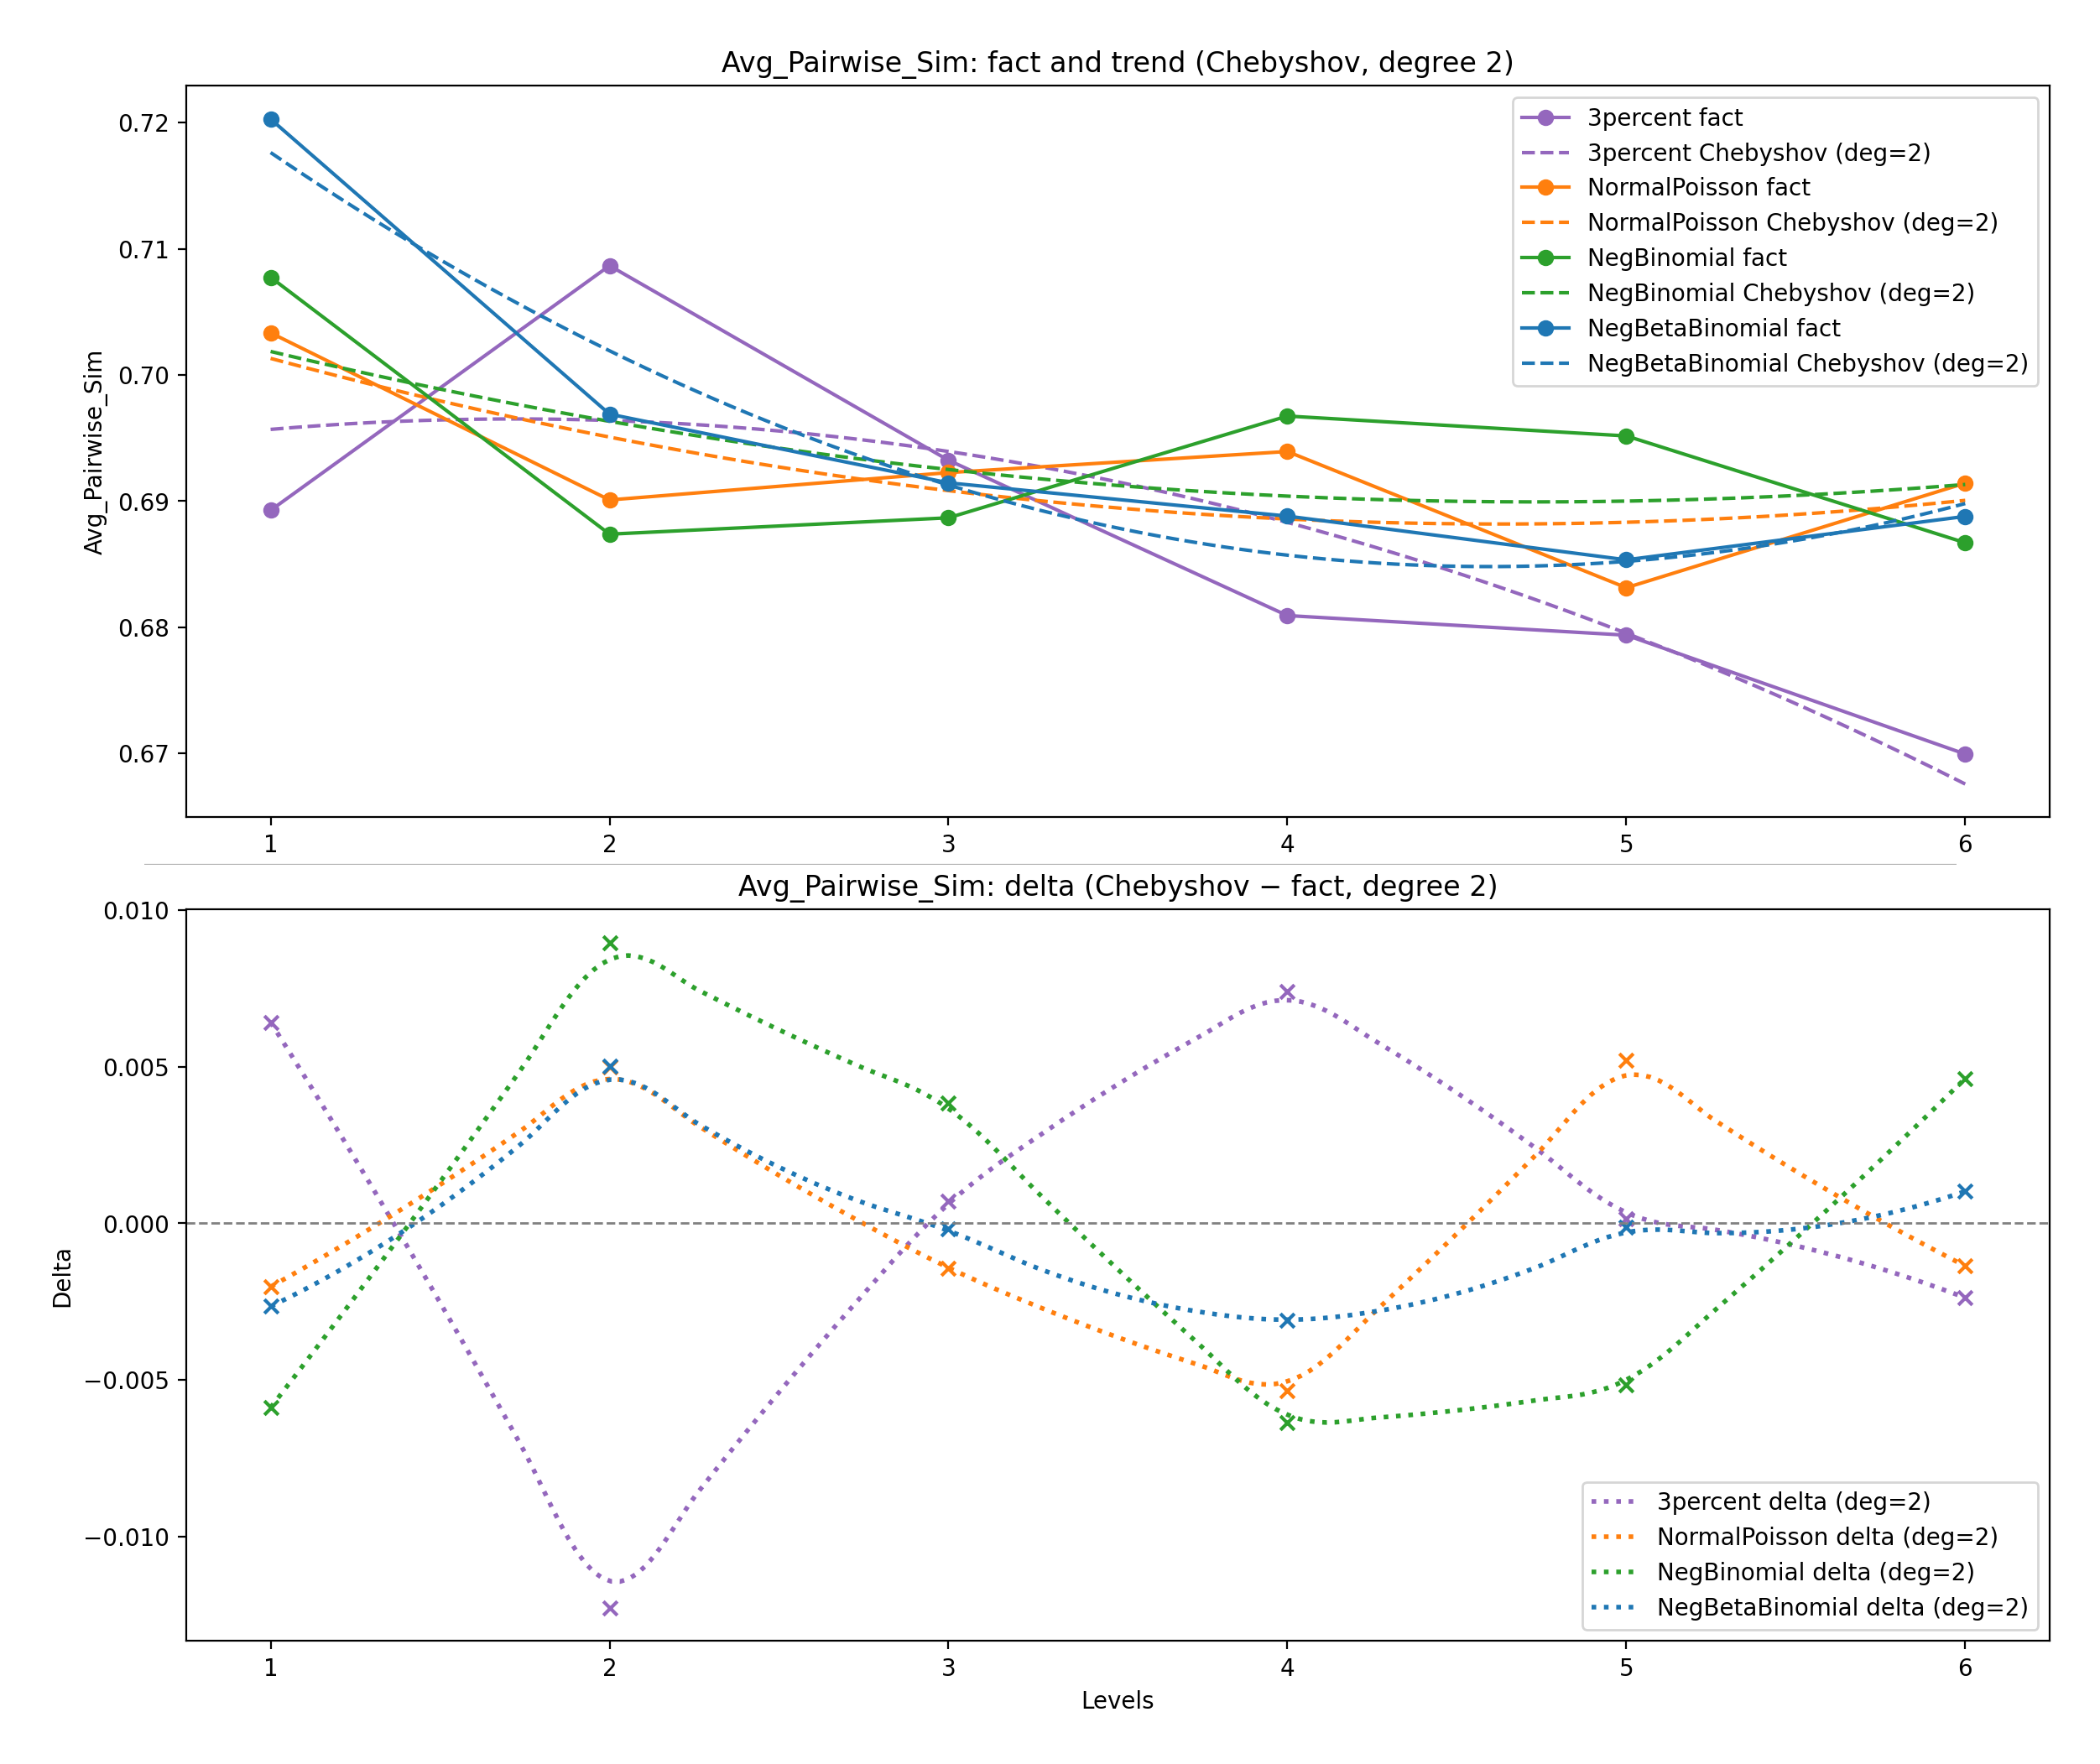 Avg_Pairwise_Sim: fact and trend (Chebyshov, degree 2)
Avg_Pairwise_Sim
0.72
0.71
0.70
0.69
0.68
0.67
3percent fact
3percent Chebyshov (deg=2)
NormalPoisson fact
NormalPoisson Chebyshov (deg=2)
NegBinomial fact
NegBinomial Chebyshov (deg=2)
NegBetaBinomial fact
NegBetaBinomial Chebyshov (deg=2)
1 2 3 4 5 6
Avg_Pairwise_Sim: delta (Chebyshov − fact, degree 2)
Delta
0.010
0.005
0.000
−0.005
−0.010
3percent delta (deg=2)
NormalPoisson delta (deg=2)
NegBinomial delta (deg=2)
NegBetaBinomial delta (deg=2)
1 2 3 4 5 6
Levels